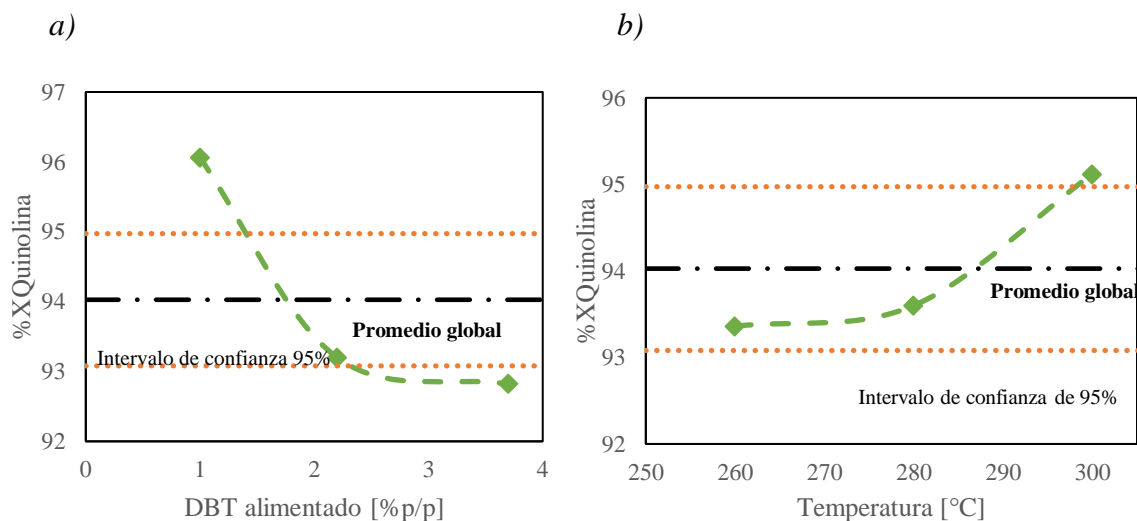 a)
97
96
95
94
93
92
%XQuinolina
Promedio global
Intervalo de confianza 95%
0 1 2 3 4
DBT alimentado [%p/p]
b)
96
95
94
93
92
%XQuinolina
Promedio global
Intervalo de confianza de 95%
250 260 270 280 290 300
Temperatura [°C]